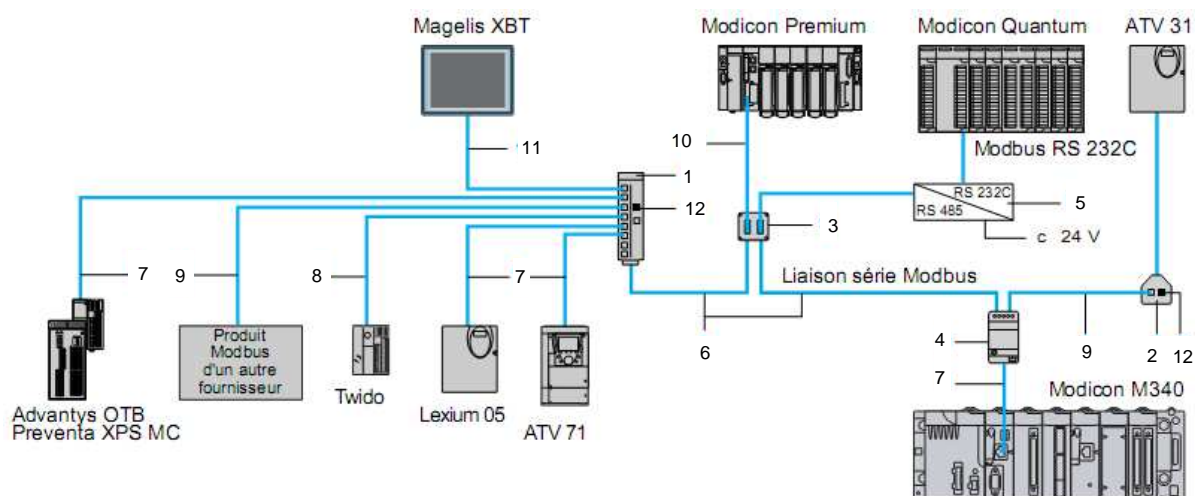 Magelis XBT
Modicon Premium
Modicon Quantum
ATV 31
11
10
Modbus RS 232C
1
12
3
RS 232C
RS 485
5
c 24 V
7
9
8
7
Liaison série Modbus
6
4
9
2
12
7
Produit
Modbus
d'un autre
fournisseur
Twido
Lexium 05
ATV 71
Advantys OTB
Preventa XPS MC
Modicon M340